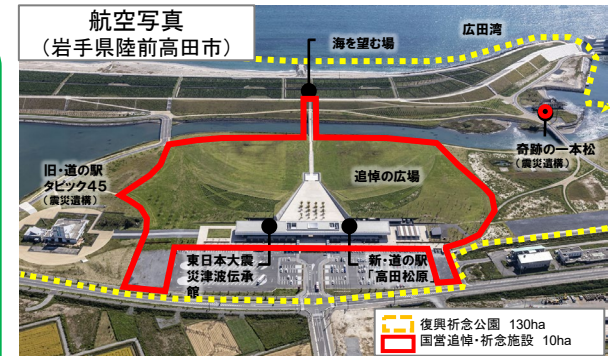 航空写真
（岩手県陸前高田市）
海を望む場
広田湾
奇跡の一本松
（震災遺構）
旧・道の駅
タピック45
（震災遺構）
追悼の広場
東日本大震
災津波伝承
館
新・道の駅
「高田松原」
復興祈念公園 130ha
国営追悼・祈念施設 10ha